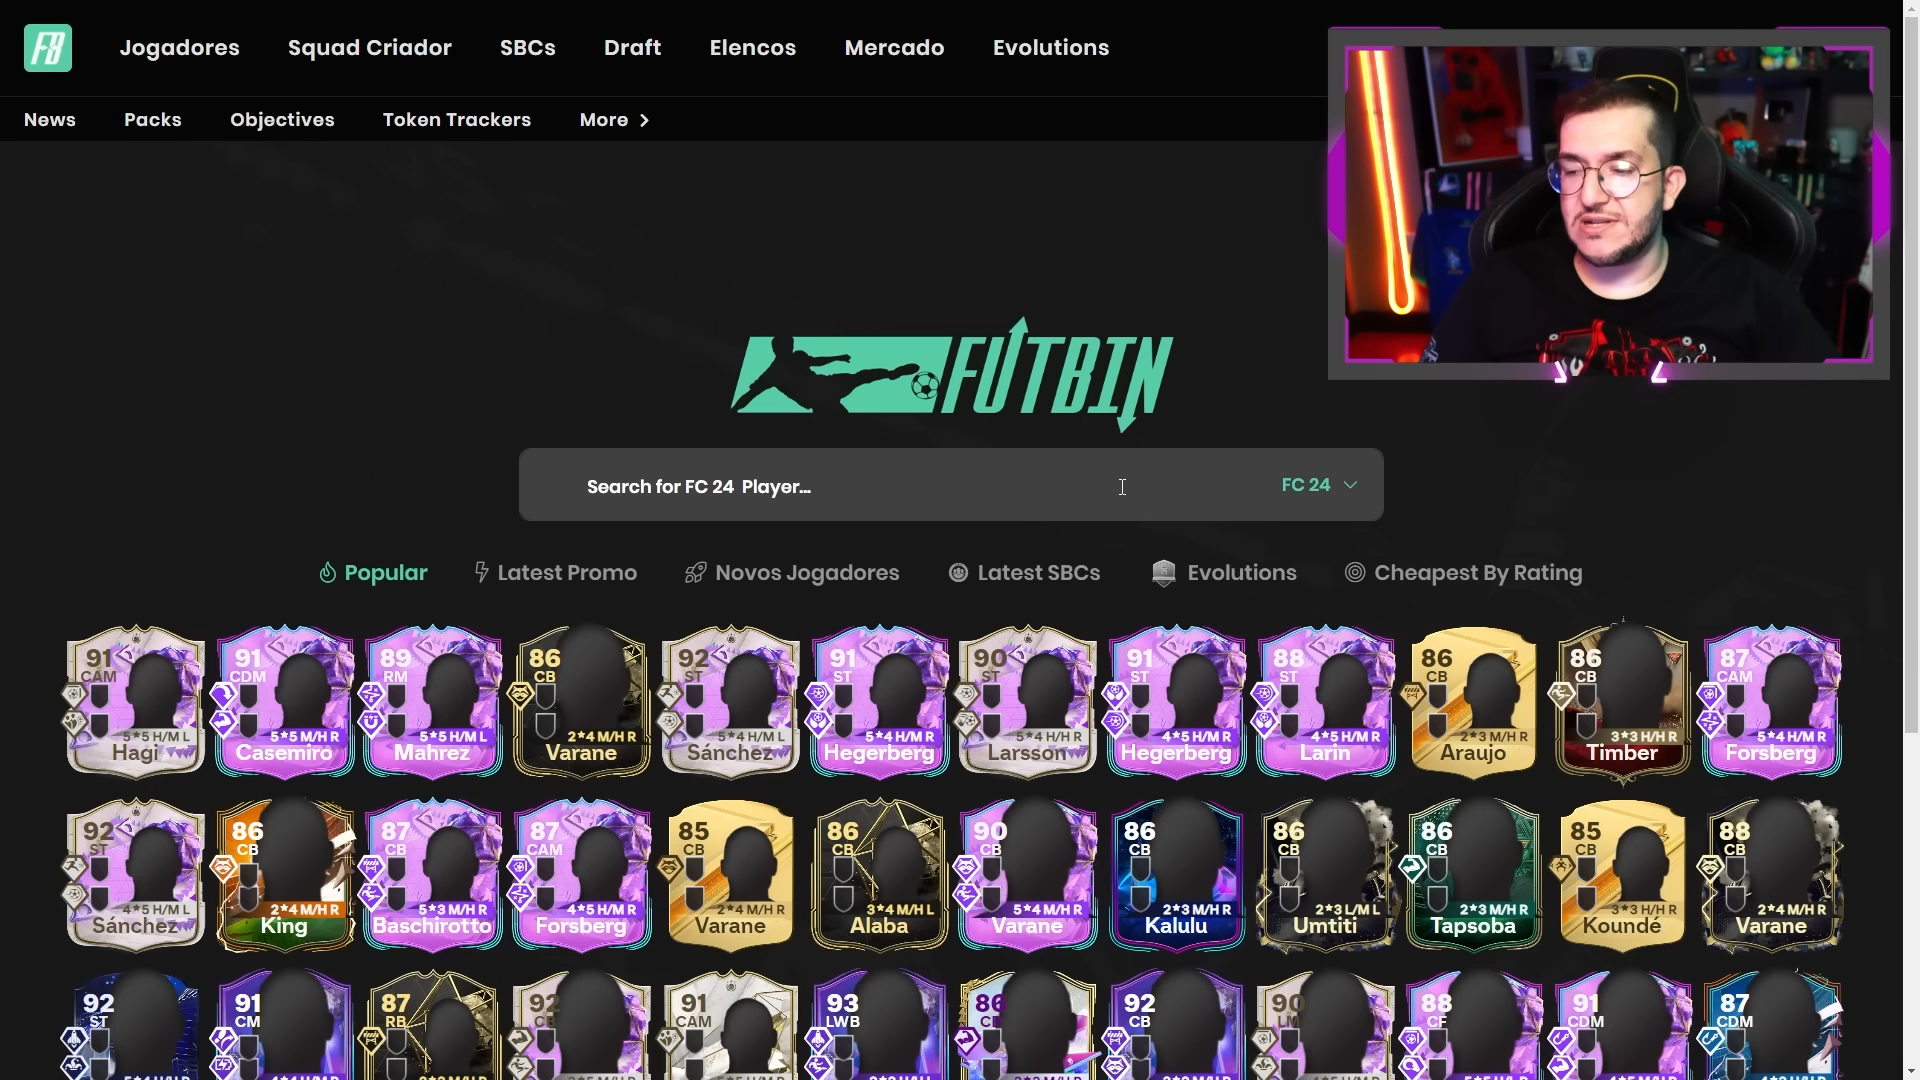 FB Jogadores Squad Criador SBCs Draft Elencos Mercado Evolutions
News Packs Objectives Token Trackers More
FUTBIN
Search for FC 24 Player... FC 24
Popular Latest Promo Novos Jogadores Latest SBCs Evolutions Cheapest By Rating
91 91 89 86 92 91 90 91 88 86 86 87
CAM CDM RM CB ST ST ST ST ST CB CB CAM
5★5 H/M L 5★5 M/H R 5★5 H/M L 2★4 M/H R 5★4 H/M L 5★4 H/M R 5★4 H/H R 4★5 H/M R 4★5 M/H R 2★3 M/H R 3★3 H/H R 5★4 H/M R
Hagi Casemiro Mahrez Varane Sánchez Hegerberg Larsson Hegerberg Larin Araujo Timber Forsberg
92 86 87 87 85 86 90 86 86 86 85 88
ST CB CB CAM CB CB CB CB CB CB CB CB
4★5 H/M L 2★4 M/H R 5★3 M/H R 4★5 H/M R 2★4 M/H R 3★4 M/H L 5★4 M/H R 2★3 M/H R 2★3 L/M L 2★3 M/H R 3★3 H/H R 2★4 M/H R
Sánchez King Baschirotto Forsberg Varane Alaba Varane Kalulu Umtiti Tapsoba Koundé Varane
92 91 87 92 91 93 86 92 90 88 91 87
ST CM RB CAM LWB CB CF CDM CDM